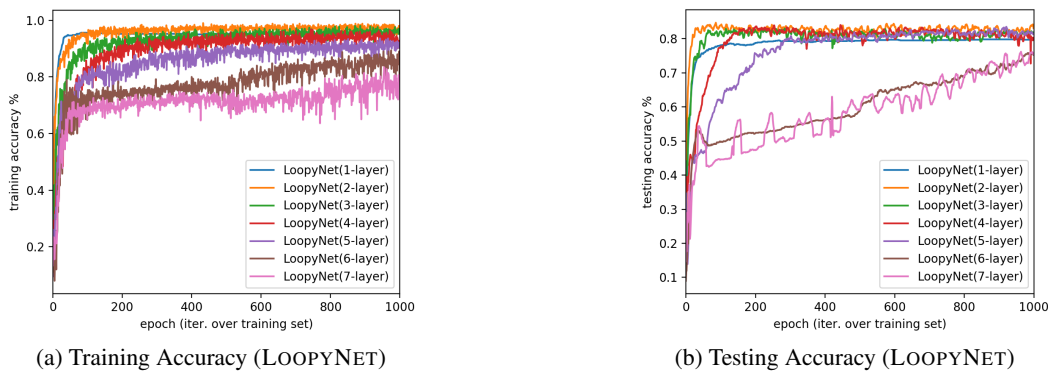 1.0
0.8
0.6
0.4
0.2
training accuracy %
0 200 400 600 800 1000
epoch (iter. over training set)
LoopyNet(1-layer)
LoopyNet(2-layer)
LoopyNet(3-layer)
LoopyNet(4-layer)
LoopyNet(5-layer)
LoopyNet(6-layer)
LoopyNet(7-layer)
(a) Training Accuracy (LOOPYNET)
0.8
0.7
0.6
0.5
0.4
0.3
0.2
0.1
testing accuracy %
0 200 400 600 800 1000
epoch (iter. over training set)
LoopyNet(1-layer)
LoopyNet(2-layer)
LoopyNet(3-layer)
LoopyNet(4-layer)
LoopyNet(5-layer)
LoopyNet(6-layer)
LoopyNet(7-layer)
(b) Testing Accuracy (LOOPYNET)